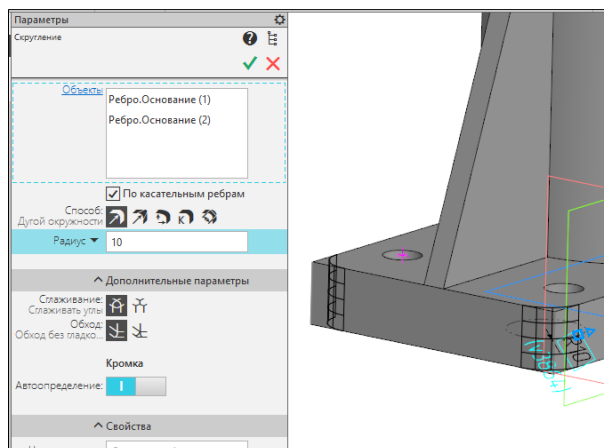 Параметры
Скругление
Объекты
Ребро.Основание (1)
Ребро.Основание (2)
По касательным ребрам
Способ:
Дугой окружности
Радиус
10
Дополнительные параметры
Сглаживание:
Сглаживать углы
Обход:
Обход без гладко...
Кромка
Автоопределение:
Свойства
R10